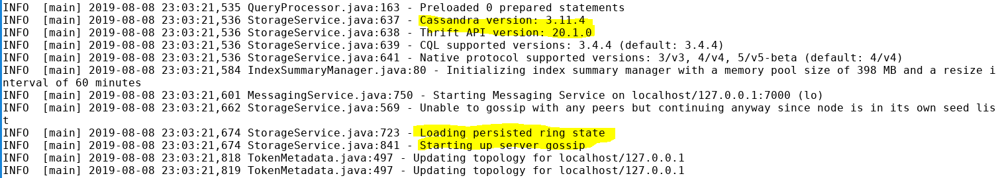 INFO  [main] 2019-08-08 23:03:21,535 QueryProcessor.java:163 - Preloaded 0 prepared statements
INFO  [main] 2019-08-08 23:03:21,536 StorageService.java:637 - Cassandra version: 3.11.4
INFO  [main] 2019-08-08 23:03:21,536 StorageService.java:638 - Thrift API version: 20.1.0
INFO  [main] 2019-08-08 23:03:21,536 StorageService.java:639 - CQL supported versions: 3.4.4 (default: 3.4.4)
INFO  [main] 2019-08-08 23:03:21,536 StorageService.java:641 - Native protocol supported versions: 3/v3, 4/v4, 5/v5-beta (default: 4/v4)
INFO  [main] 2019-08-08 23:03:21,584 IndexSummaryManager.java:80 - Initializing index summary manager with a memory pool size of 398 MB and a resize i
nterval of 60 minutes
INFO  [main] 2019-08-08 23:03:21,601 MessagingService.java:750 - Starting Messaging Service on localhost/127.0.0.1:7000 (lo)
INFO  [main] 2019-08-08 23:03:21,662 StorageService.java:569 - Unable to gossip with any peers but continuing anyway since node is in its own seed lis
t
INFO  [main] 2019-08-08 23:03:21,674 StorageService.java:723 - Loading persisted ring state
INFO  [main] 2019-08-08 23:03:21,674 StorageService.java:841 - Starting up server gossip
INFO  [main] 2019-08-08 23:03:21,818 TokenMetadata.java:497 - Updating topology for localhost/127.0.0.1
INFO  [main] 2019-08-08 23:03:21,819 TokenMetadata.java:497 - Updating topology for localhost/127.0.0.1